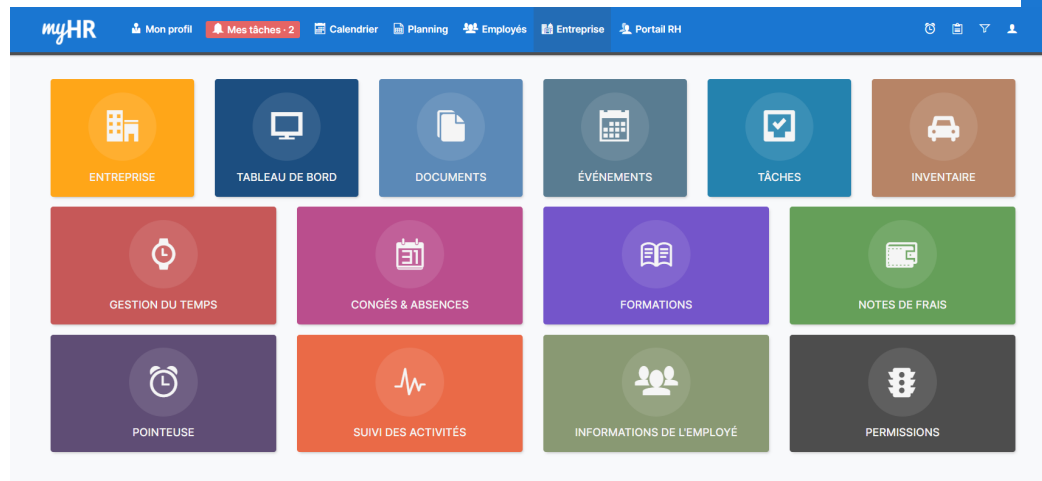 myHR Mon profil Mes tâches · 2 Calendrier Planning Employés Entreprise Portail RH
ENTREPRISE TABLEAU DE BORD DOCUMENTS ÉVÉNEMENTS TÂCHES INVENTAIRE
31
GESTION DU TEMPS CONGÉS & ABSENCES FORMATIONS NOTES DE FRAIS
POINTEUSE SUIVI DES ACTIVITÉS INFORMATIONS DE L'EMPLOYÉ PERMISSIONS